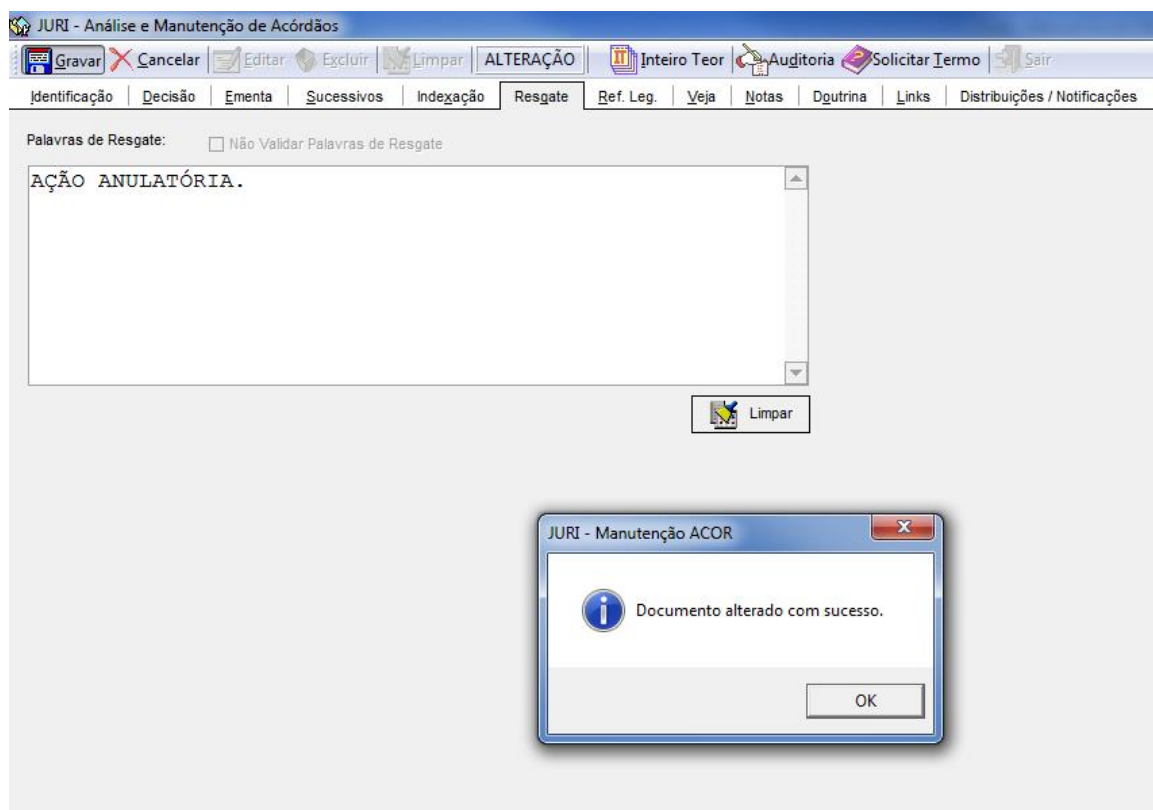 JURI - Análise e Manutenção de Acórdãos
Gravar Cancelar Editar Excluir Limpar ALTERAÇÃO Inteiro Teor Auditoria Solicitar Termo Sair
Identificação Decisão Ementa Sucessivos Indexação Resgate Ref. Leg. Veja Notas Doutrina Links Distribuições / Notificações
Palavras de Resgate: Não Validar Palavras de Resgate
AÇÃO ANULATÓRIA.
Limpar
JURI - Manutenção ACOR
Documento alterado com sucesso.
OK